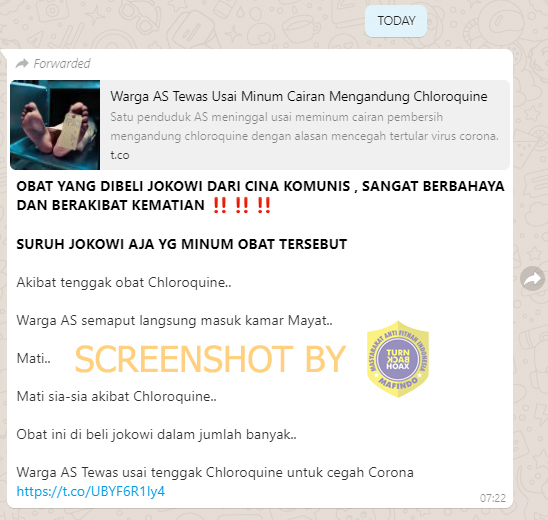 TODAY
Forwarded
Warga AS Tewas Usai Minum Cairan Mengandung Chloroquine
Satu penduduk AS meninggal usai meminum cairan pembersih
mengandung chloroquine dengan alasan mencegah tertular virus corona.
t.co
OBAT YANG DIBELI JOKOWI DARI CINA KOMUNIS , SANGAT BERBAHAYA
DAN BERAKIBAT KEMATIAN ‼️ ‼️ ‼️
SURUH JOKOWI AJA YG MINUM OBAT TERSEBUT
Akibat tenggak obat Chloroquine..
Warga AS semaput langsung masuk kamar Mayat..
Mati..
SCREENSHOT BY
MASYARAKAT ANTI FITNAH INDONESIA
TURN
BACK
HOAX
MAFINDO
Mati sia-sia akibat Chloroquine..
Obat ini di beli jokowi dalam jumlah banyak..
Warga AS Tewas usai tenggak Chloroquine untuk cegah Corona
https://t.co/UBYF6R1Iy4
07:22